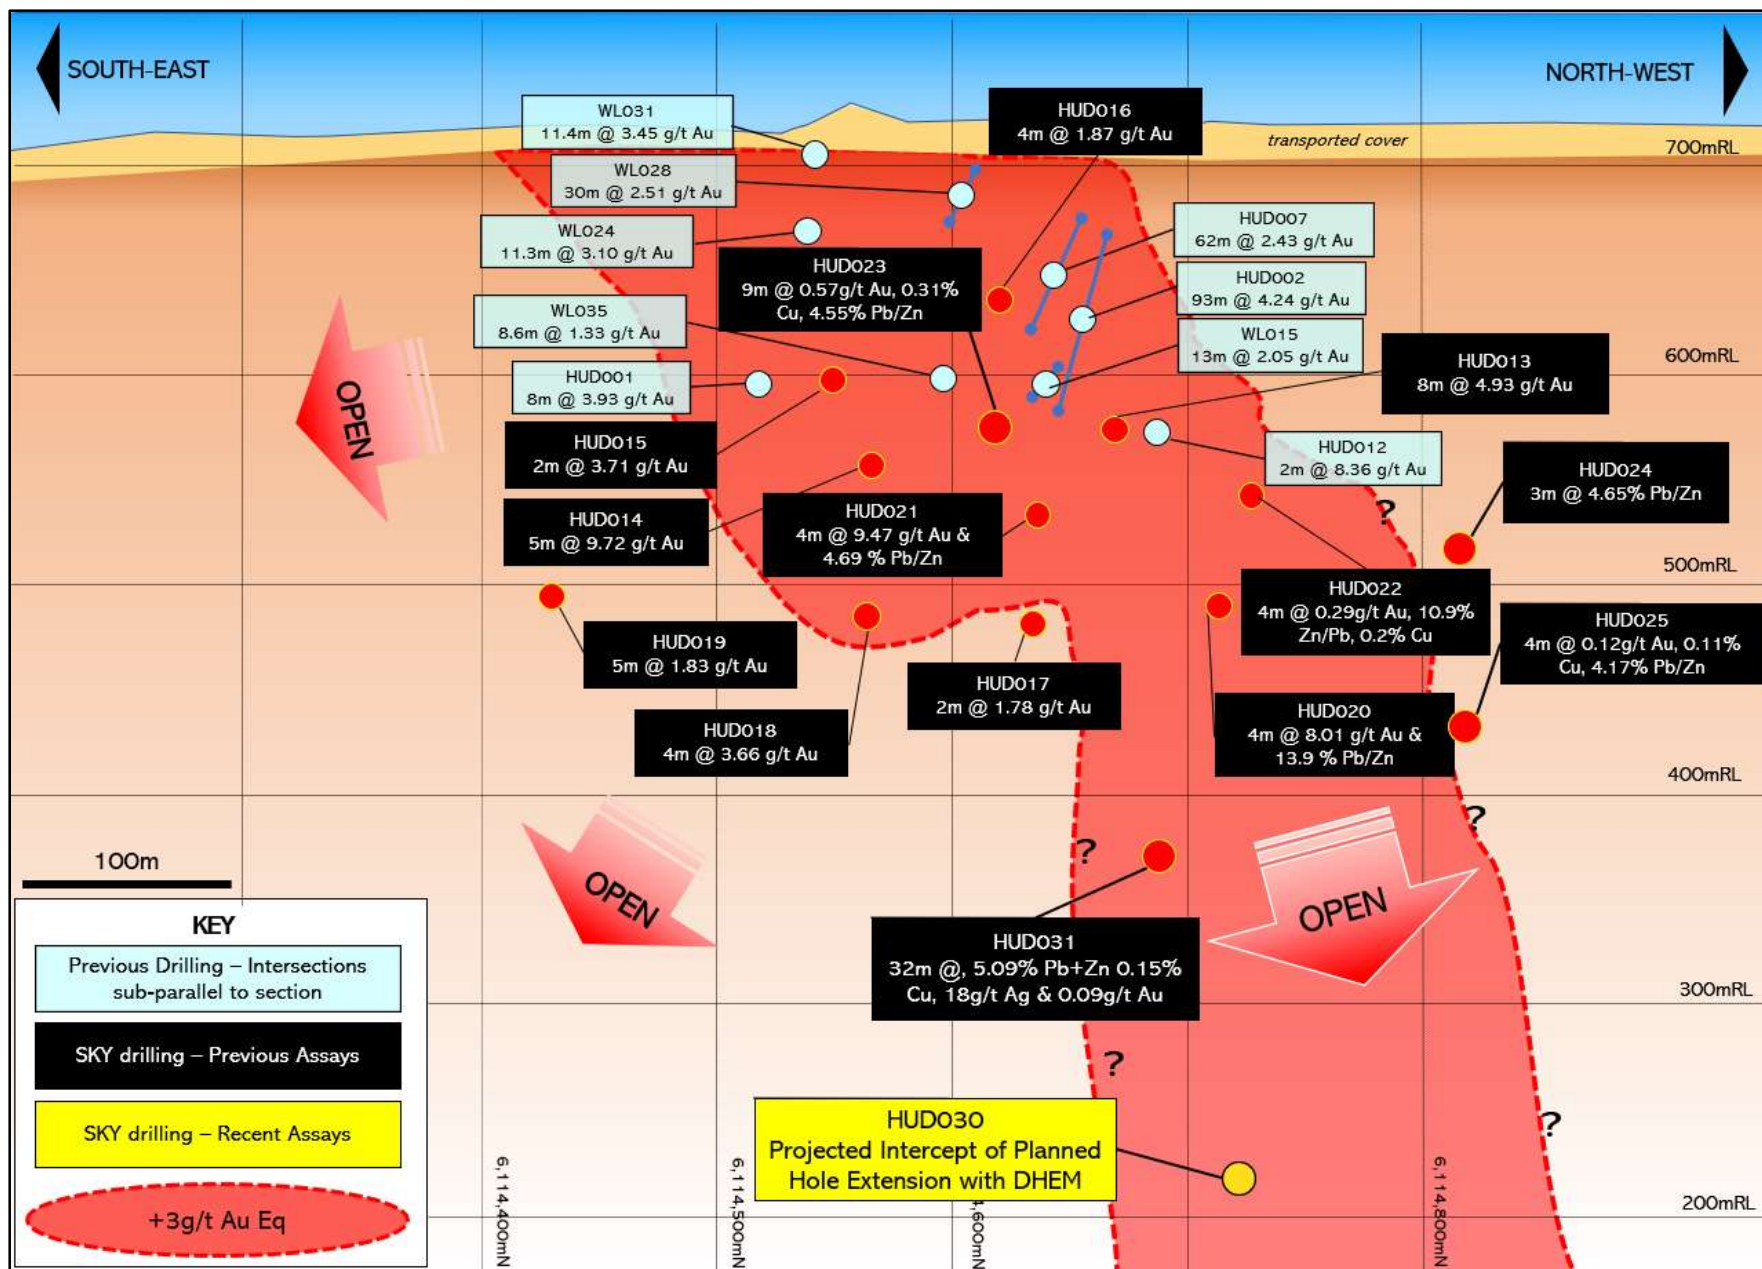 SOUTH-EAST
NORTH-WEST
WL031
11.4m @ 3.45 g/t Au
HUD016
4m @ 1.87 g/t Au
transported cover
700mRL
WL028
30m @ 2.51 g/t Au
WL024
11.3m @ 3.10 g/t Au
HUD007
62m @ 2.43 g/t Au
HUD023
9m @ 0.57g/t Au, 0.31%
Cu, 4.55% Pb/Zn
HUD002
93m @ 4.24 g/t Au
WL035
8.6m @ 1.33 g/t Au
WL015
13m @ 2.05 g/t Au
HUD013
8m @ 4.93 g/t Au
600mRL
HUD001
8m @ 3.93 g/t Au
OPEN
HUD015
2m @ 3.71 g/t Au
HUD012
2m @ 8.36 g/t Au
HUD024
3m @ 4.65% Pb/Zn
HUD014
5m @ 9.72 g/t Au
HUD021
4m @ 9.47 g/t Au &
4.69 % Pb/Zn
?
500mRL
HUD022
4m @ 0.29g/t Au, 10.9%
Zn/Pb, 0.2% Cu
HUD025
4m @ 0.12g/t Au, 0.11%
Cu, 4.17% Pb/Zn
HUD019
5m @ 1.83 g/t Au
HUD017
2m @ 1.78 g/t Au
HUD018
4m @ 3.66 g/t Au
HUD020
4m @ 8.01 g/t Au &
13.9 % Pb/Zn
400mRL
?
?
100m
OPEN
OPEN
HUD031
32m @, 5.09% Pb+Zn 0.15%
Cu, 18g/t Ag & 0.09g/t Au
300mRL
?
?
KEY
Previous Drilling – Intersections
sub-parallel to section
SKY drilling – Previous Assays
SKY drilling – Recent Assays
+3g/t Au Eq
HUD030
Projected Intercept of Planned
Hole Extension with DHEM
200mRL
6,114,400mN
6,114,500mN
,600mN
6,114,800mN